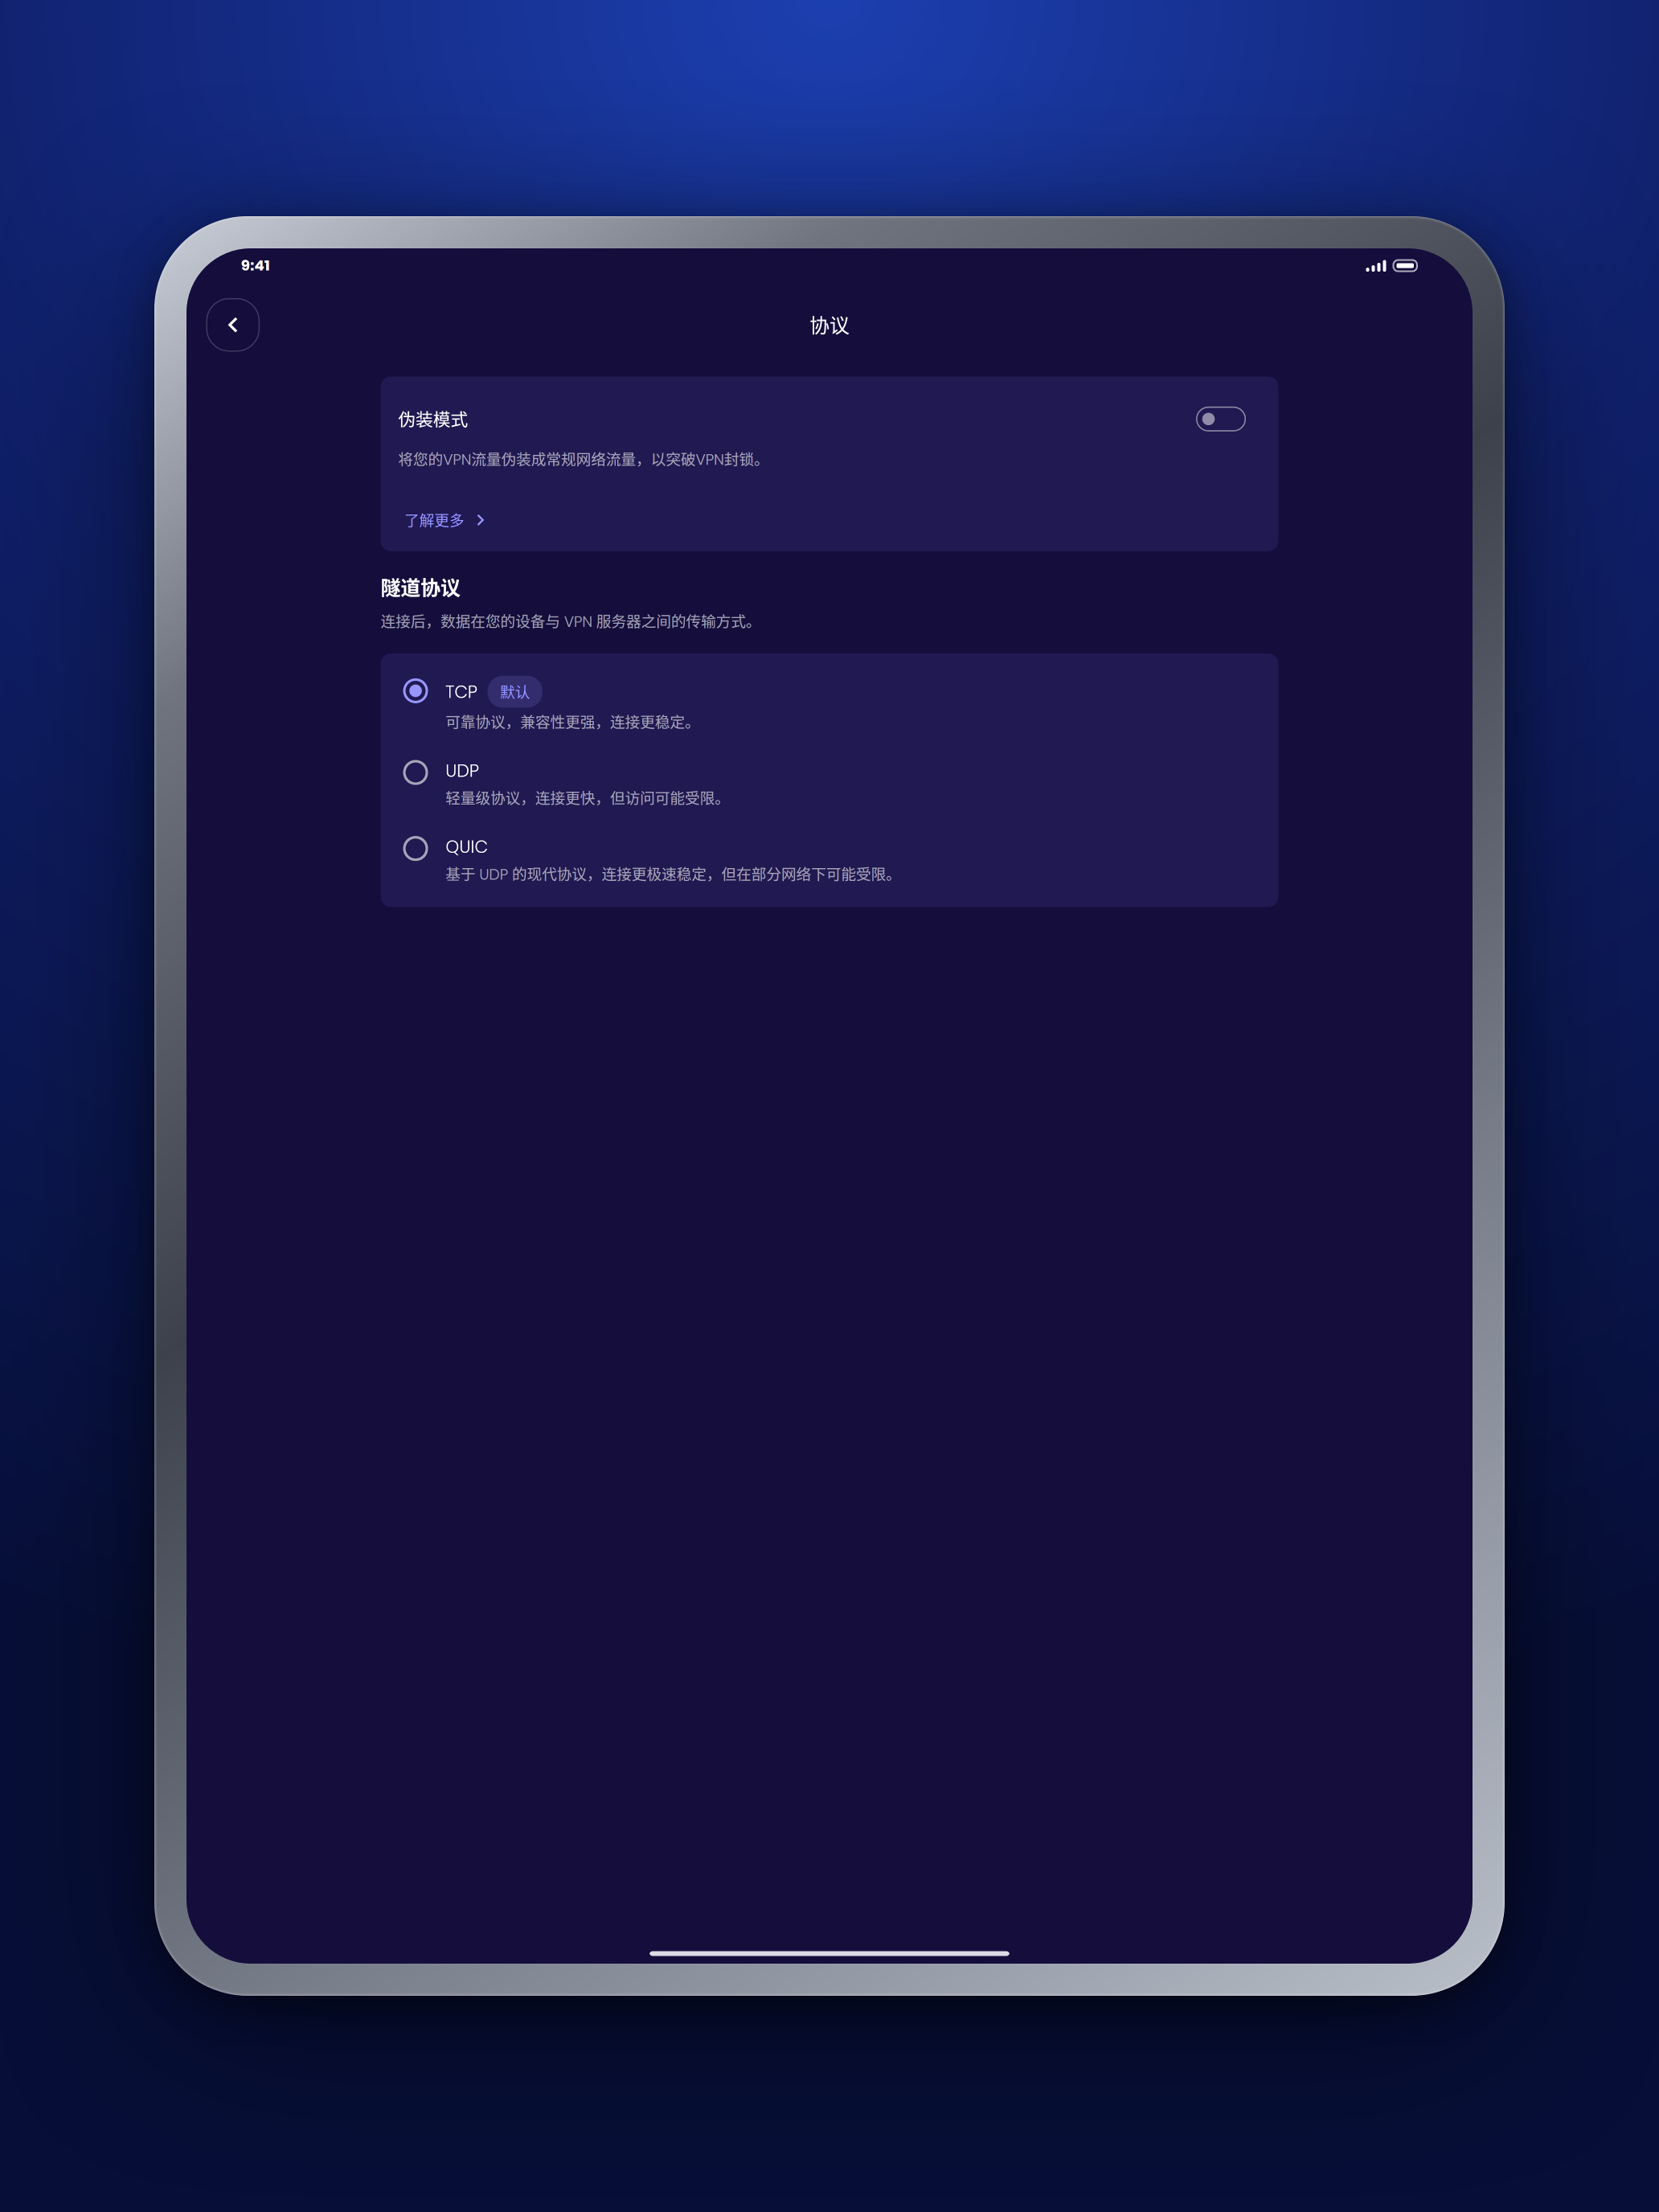 9:41
协议
伪装模式
将您的VPN流量伪装成常规网络流量，以突破VPN封锁。
了解更多
隧道协议
连接后，数据在您的设备与 VPN 服务器之间的传输方式。
TCP 默认
可靠协议，兼容性更强，连接更稳定。
UDP
轻量级协议，连接更快，但访问可能受限。
QUIC
基于 UDP 的现代协议，连接更极速稳定，但在部分网络下可能受限。